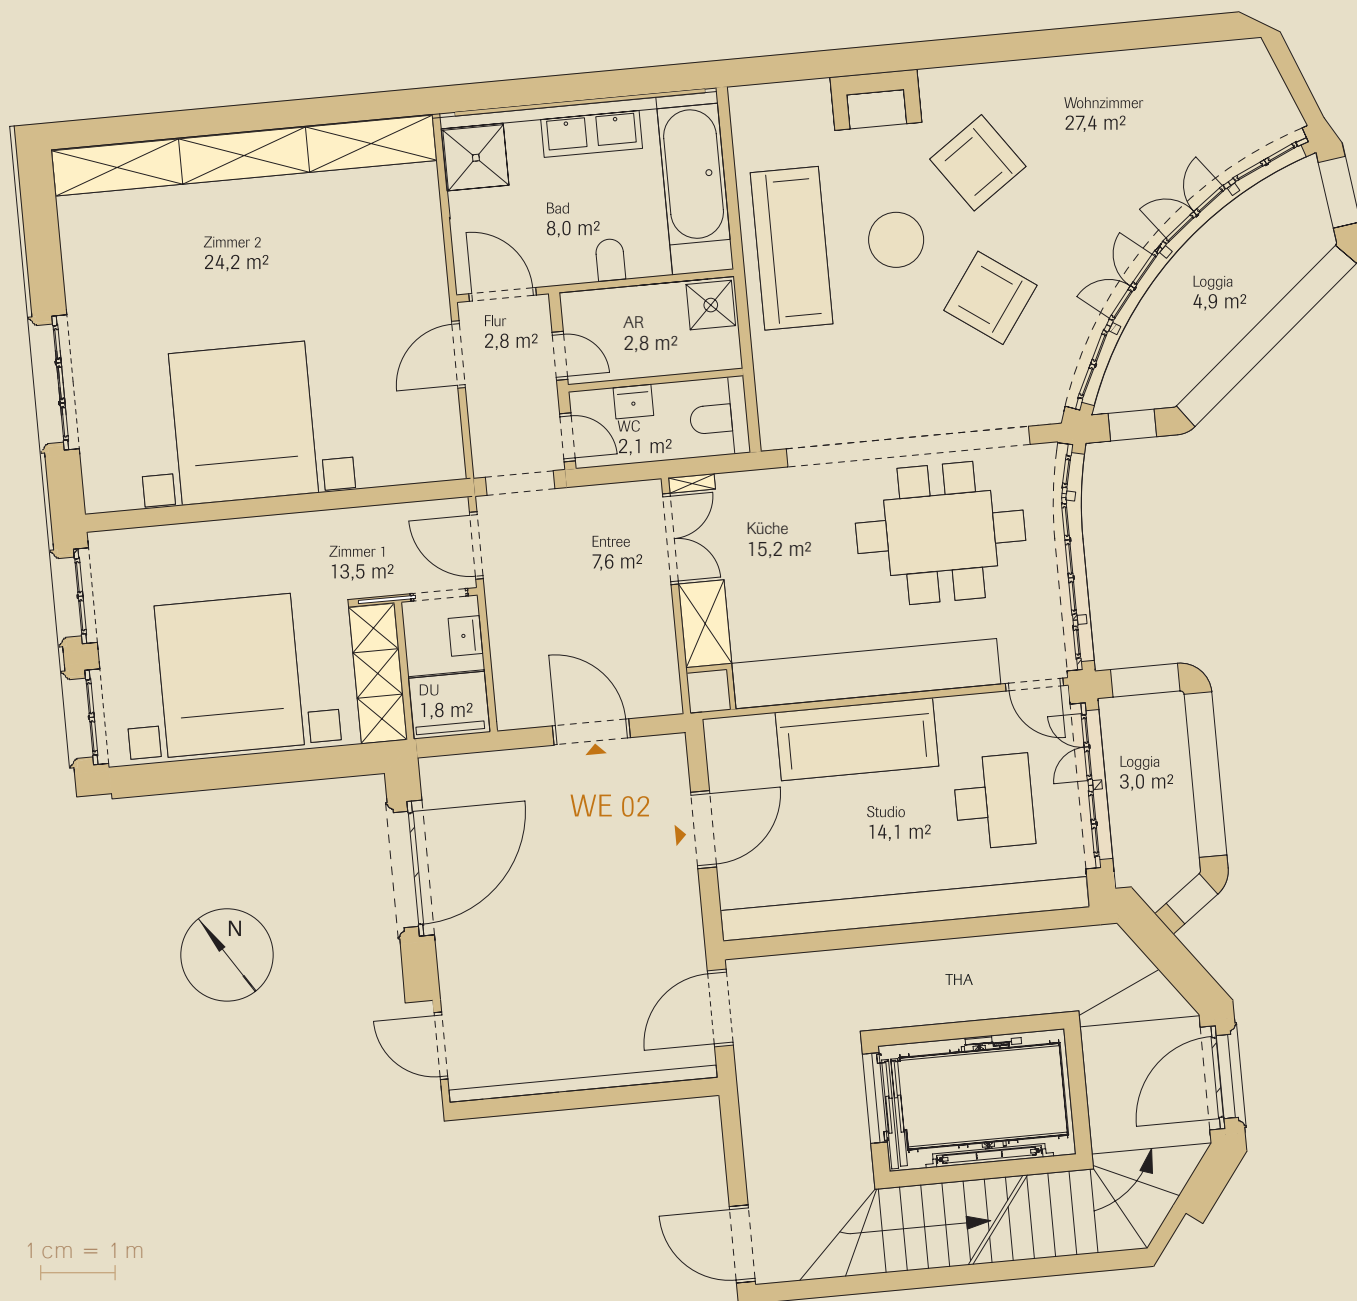 Wohnzimmer
27,4 m²
Bad
8,0 m²
Zimmer 2
24,2 m²
Loggia
4,9 m²
Flur
2,8 m²
AR
2,8 m²
WC
2,1 m²
Küche
15,2 m²
Entree
7,6 m²
Zimmer 1
13,5 m²
DU
1,8 m²
Loggia
3,0 m²
WE 02
Studio
14,1 m²
N
THA
1 cm = 1 m